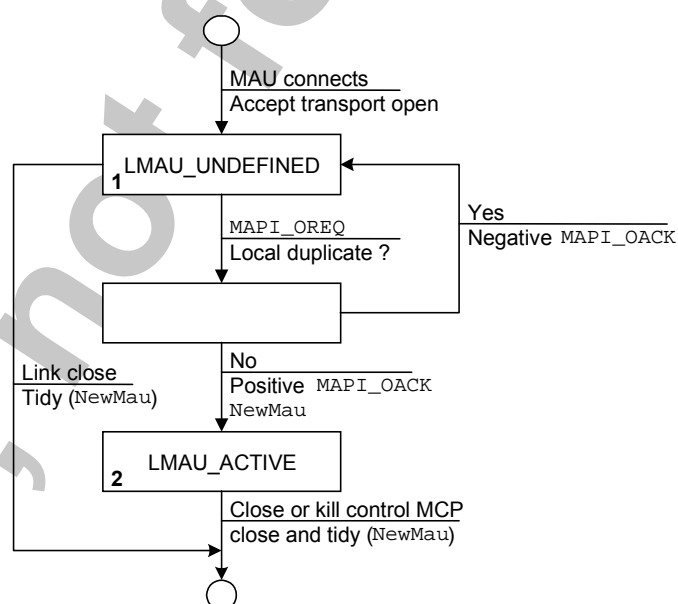 MAU connects
Accept transport open
LMAU_UNDEFINED
1
MAPI_OREQ
Local duplicate ?
Yes
Negative MAPI_OACK
Link close
Tidy (NewMau)
No
Positive MAPI_OACK
NewMau
LMAU_ACTIVE
2
Close or kill control MCP
close and tidy (NewMau)
, not f